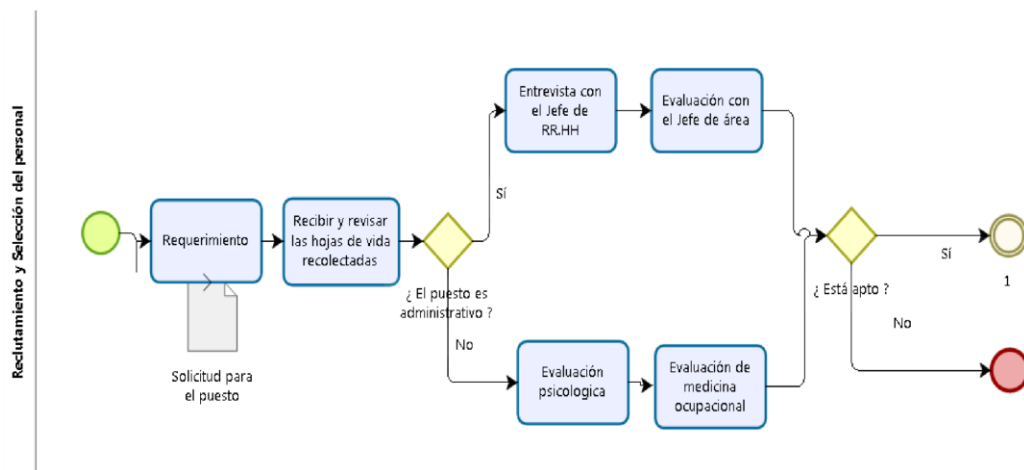 Reclutamiento y Selección del personal
Requerimiento
Solicitud para
el puesto
Recibir y revisar
las hojas de vida
recolectadas
¿ El puesto es
administrativo ?
Sí
No
Entrevista con
el Jefe de
RR.HH
Evaluación con
el Jefe de área
Evaluación
psicologica
Evaluación de
medicina
ocupacional
¿ Está apto ?
Sí
No
1